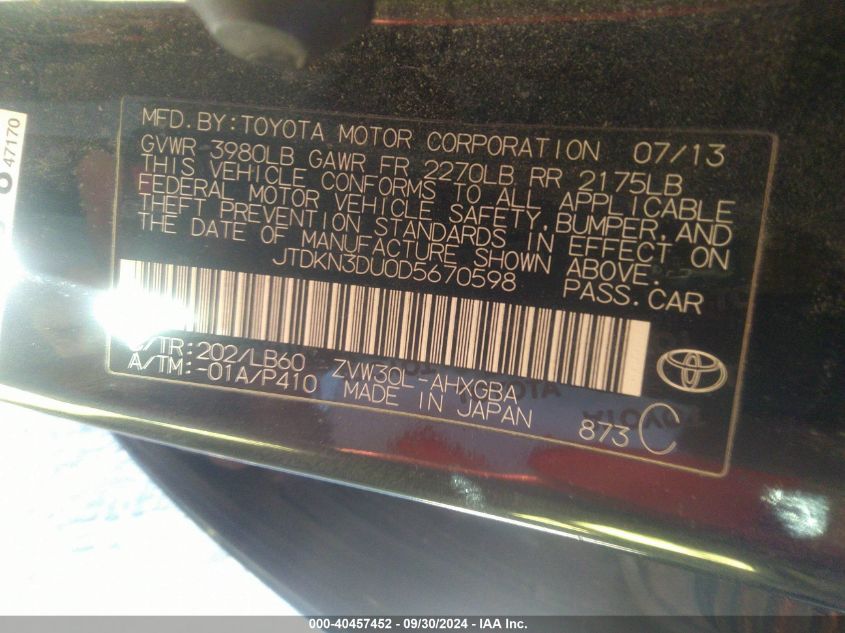 MFD.BY:TOYOTA MOTOR CORPORATION 07/13
GVWR 3980LB GAWR FR 2270LB RR 2175LB
THIS VEHICLE CONFORMS TO ALL APPLICABLE
FEDERAL MOTOR VEHICLE SAFETY,BUMPER,AND
THEFT PREVENTION STANDARDS IN EFFECT ON
THE DATE OF MANUFACTURE SHOWN ABOVE.
JTDKN3DU0D5670598 PASS.CAR
/TR:202/LB60 ZVW30L-AHXGBA
A/TM:-01A/P410 MADE IN JAPAN 873 C
47170
000-40457452 - 09/30/2024 - IAA Inc.